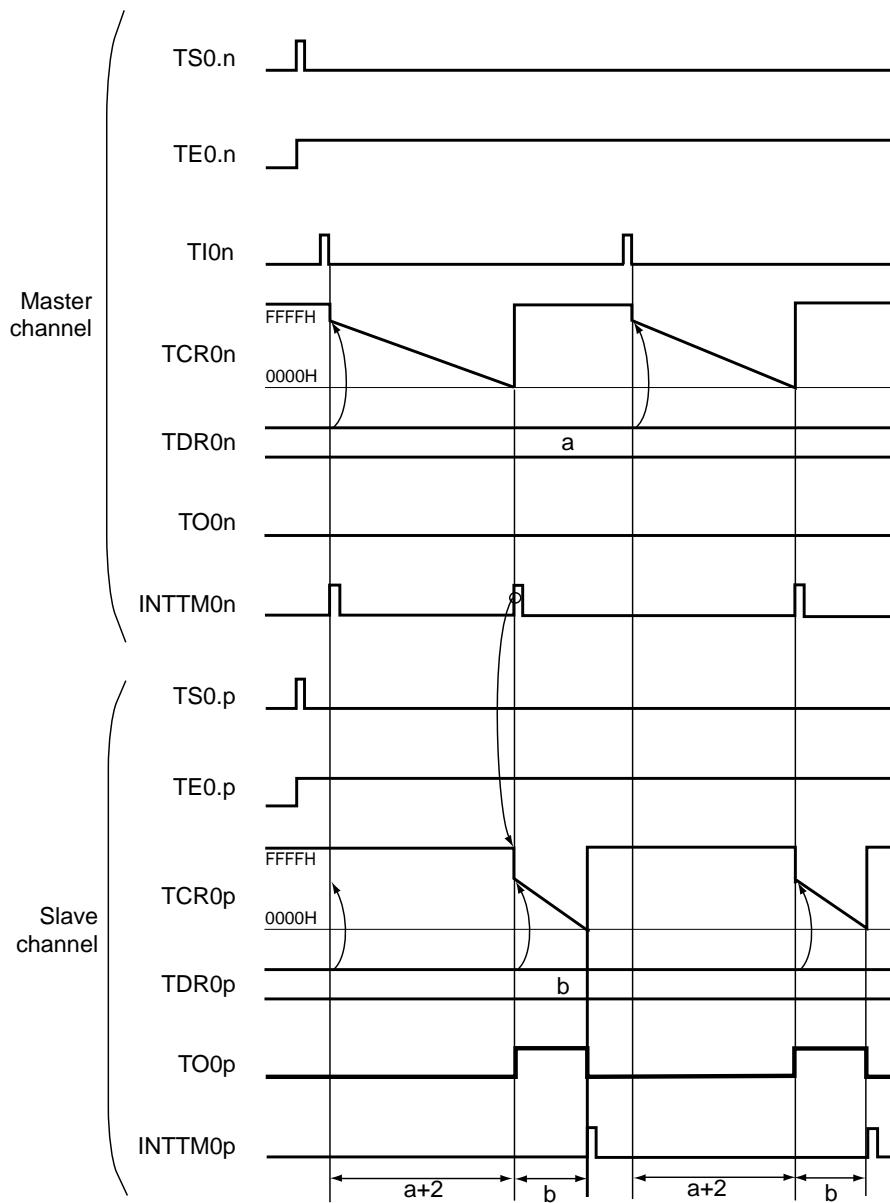 TS0.n
TE0.n
TI0n
Master
channel
FFFFH
TCR0n
0000H
TDR0n
a
TO0n
INTTM0n
TS0.p
TE0.p
FFFFH
TCR0p
Slave
channel
0000H
TDR0p
b
TO0p
INTTM0p
a+2 b a+2 b